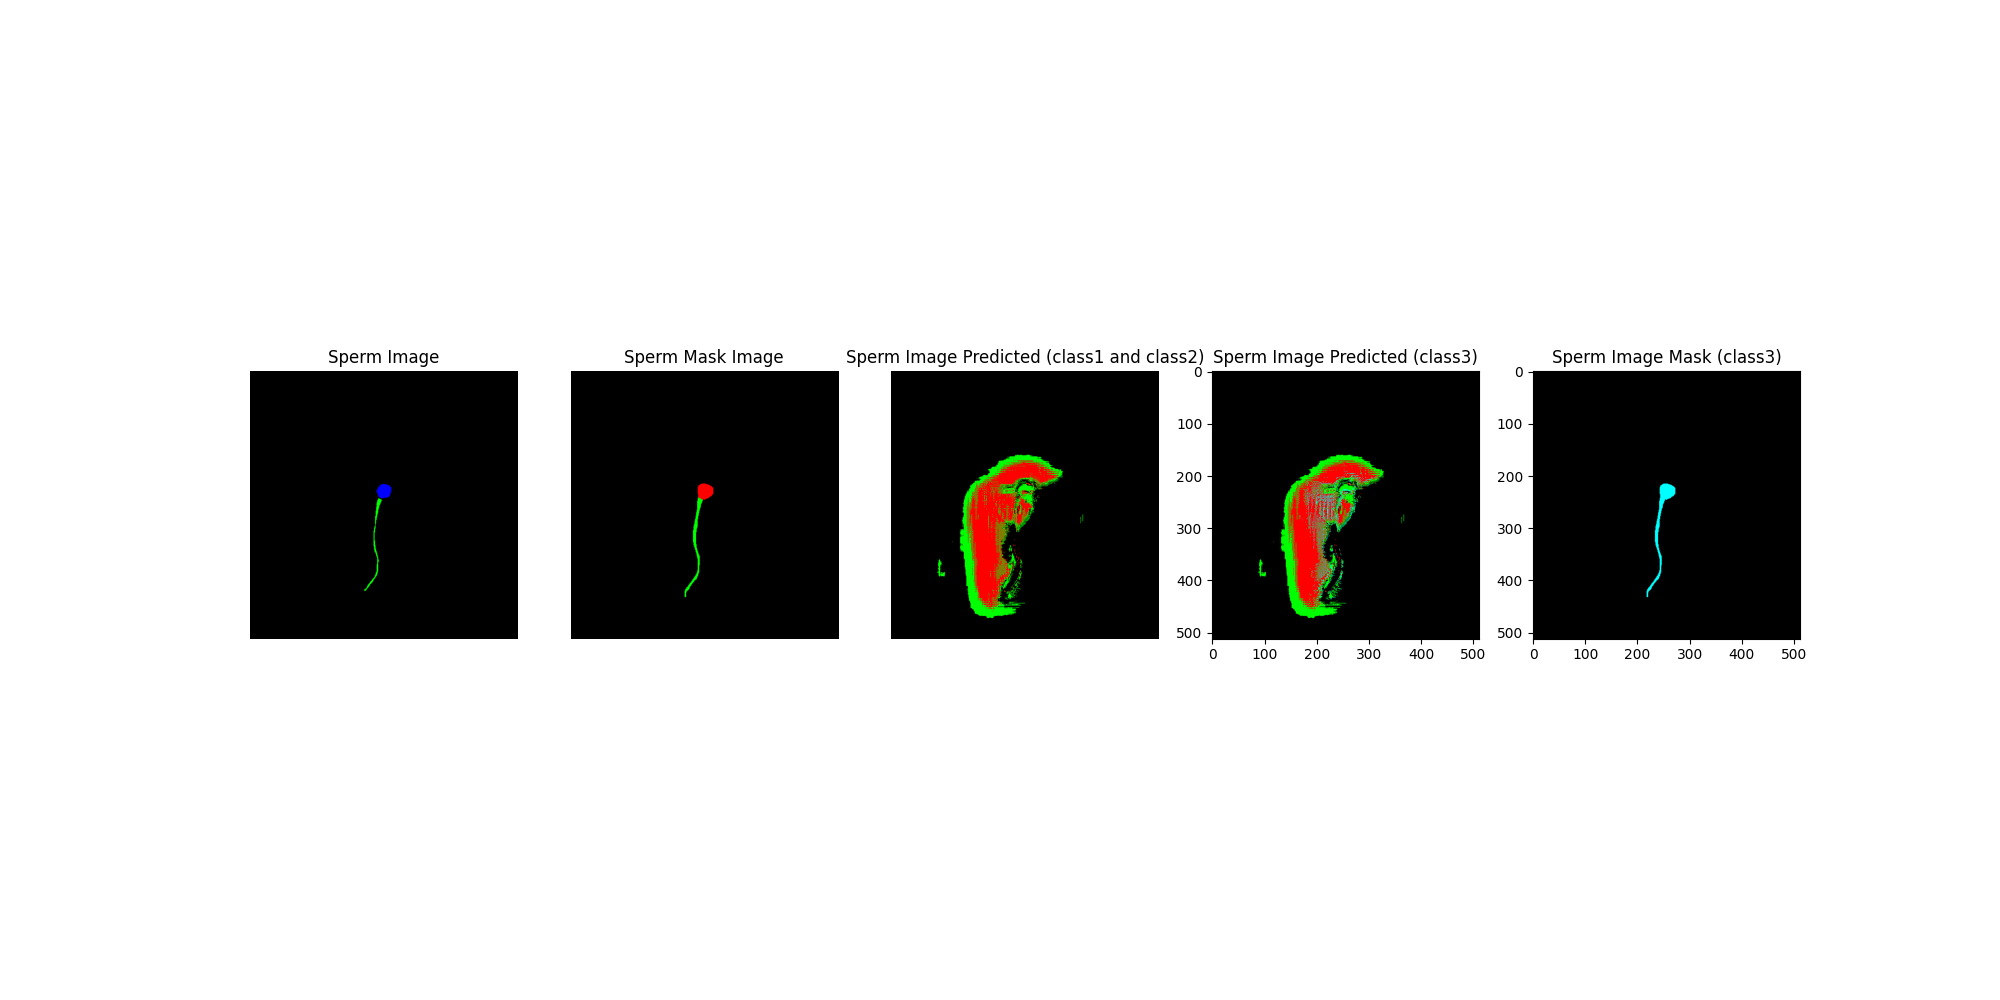 Sperm Image
Sperm Mask Image
Sperm Image Predicted (class1 and class2)
Sperm Image Predicted (class3)
Sperm Image Mask (class3)
0
100
200
300
400
500
0 100 200 300 400 500
0
100
200
300
400
500
0 100 200 300 400 500